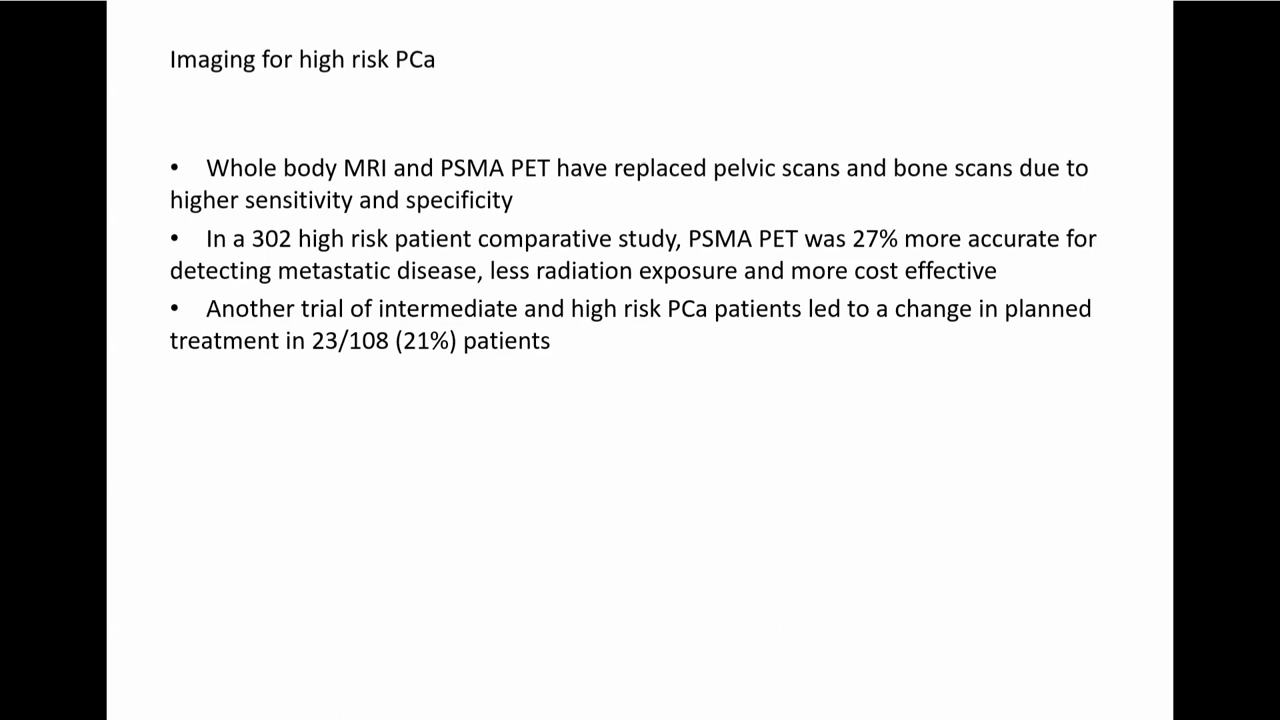 Imaging for high risk PCa
• Whole body MRI and PSMA PET have replaced pelvic scans and bone scans due to
higher sensitivity and specificity
• In a 302 high risk patient comparative study, PSMA PET was 27% more accurate for
detecting metastatic disease, less radiation exposure and more cost effective
• Another trial of intermediate and high risk PCa patients led to a change in planned
treatment in 23/108 (21%) patients